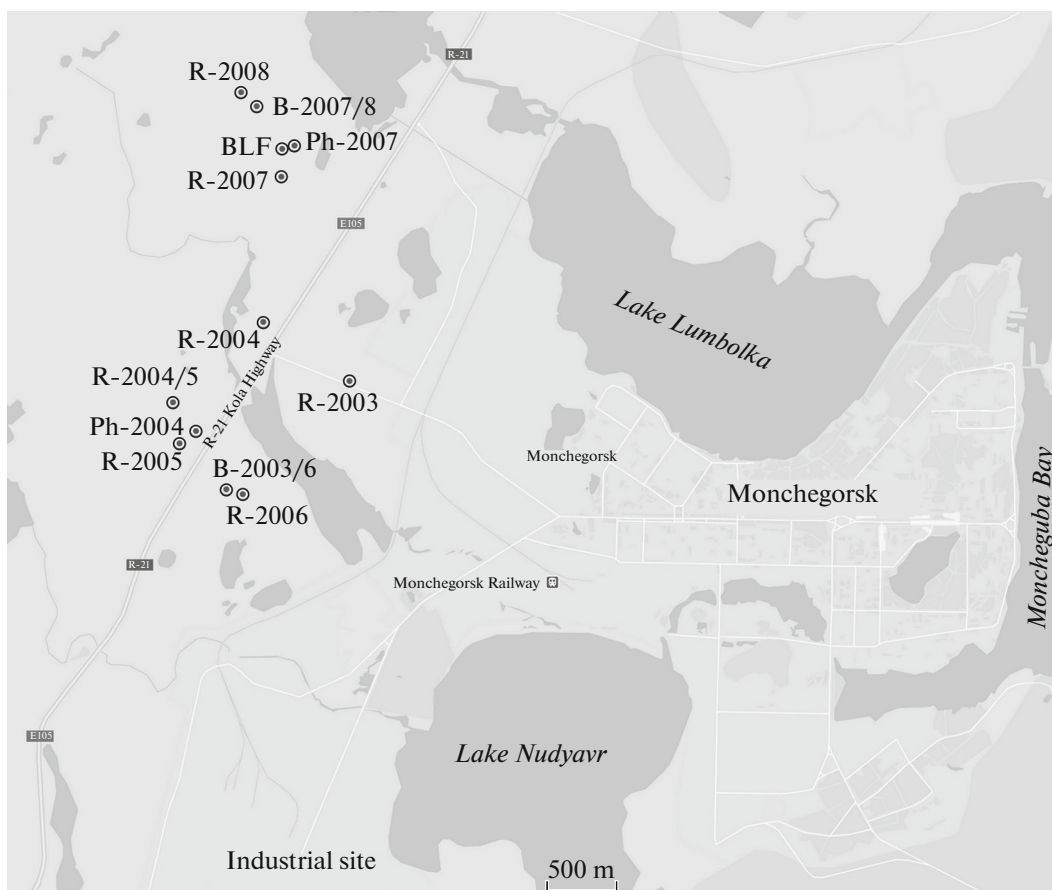 R-21
R-2008
B-2007/8
BLF
Ph-2007
R-2007
E105
Lake Lumbolka
R-2004
R-21 Kola Highway
R-2004/5
R-2003
Ph-2004
R-2005
Monchegorsk
B-2003/6
Monchegorsk
R-2006
Moncheguba Bay
R-21
Monchegorsk Railway
E105
Lake Nudyavr
Industrial site
500 m